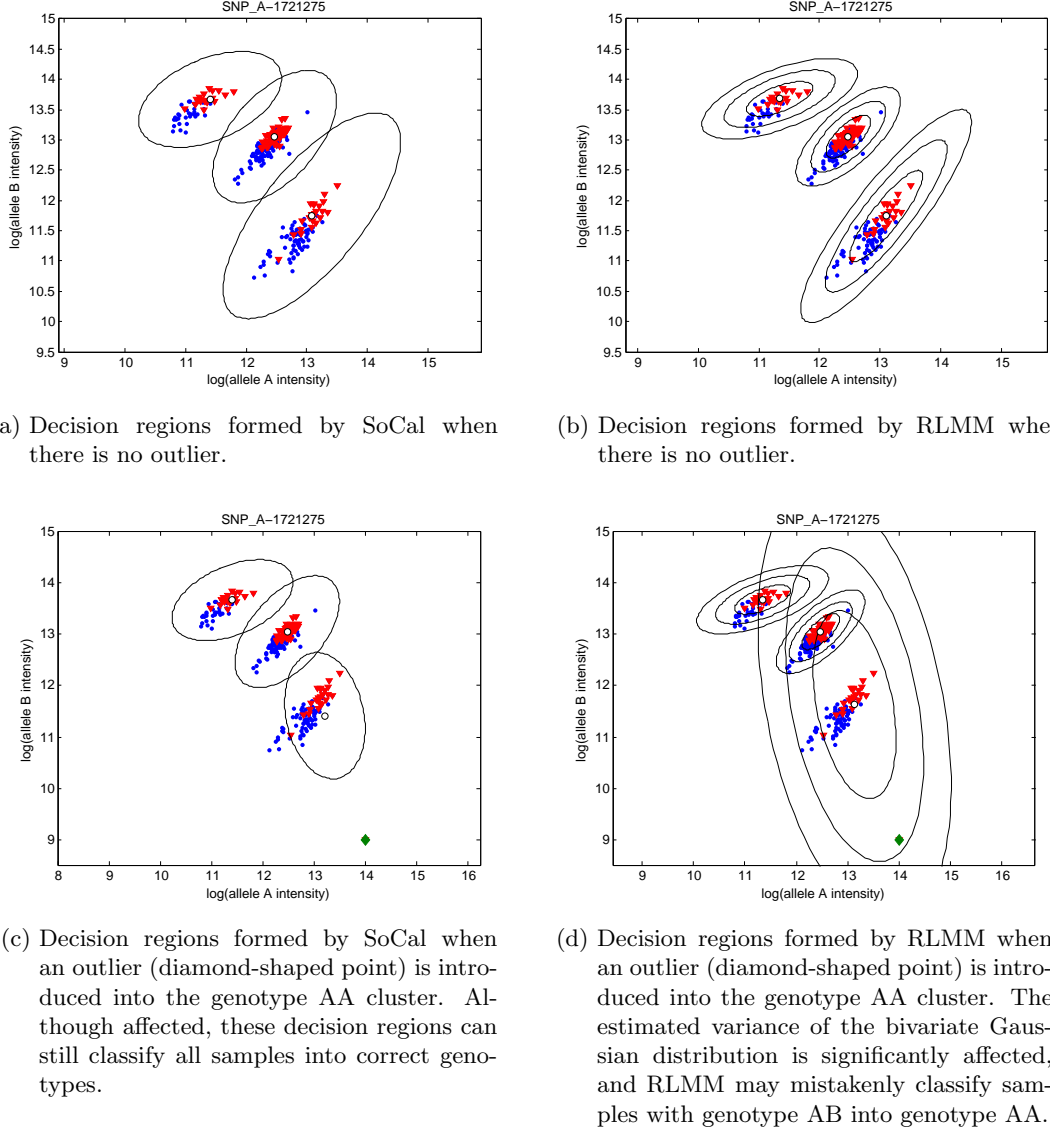 SNP_A−1721275
15
14.5
14
13.5
13
12.5
12
11.5
11
10.5
10
9.5
log(allele B intensity)
9 10 11 12 13 14 15
log(allele A intensity)
SNP_A−1721275
15
14.5
14
13.5
13
12.5
12
11.5
11
10.5
10
9.5
log(allele B intensity)
9 10 11 12 13 14 15
log(allele A intensity)
a) Decision regions formed by SoCal when
there is no outlier.
(b) Decision regions formed by RLMM whe
there is no outlier.
SNP_A−1721275
15
14
13
12
11
10
9
log(allele B intensity)
8 9 10 11 12 13 14 15 16
log(allele A intensity)
SNP_A−1721275
15
14
13
12
11
10
9
log(allele B intensity)
9 10 11 12 13 14 15 16
log(allele A intensity)
(c) Decision regions formed by SoCal when
an outlier (diamond-shaped point) is intro-
duced into the genotype AA cluster. Al-
though affected, these decision regions can
still classify all samples into correct geno-
types.
(d) Decision regions formed by RLMM when
an outlier (diamond-shaped point) is intro-
duced into the genotype AA cluster. The
estimated variance of the bivariate Gaus-
sian distribution is significantly affected,
and RLMM may mistakenly classify sam-
ples with genotype AB into genotype AA.